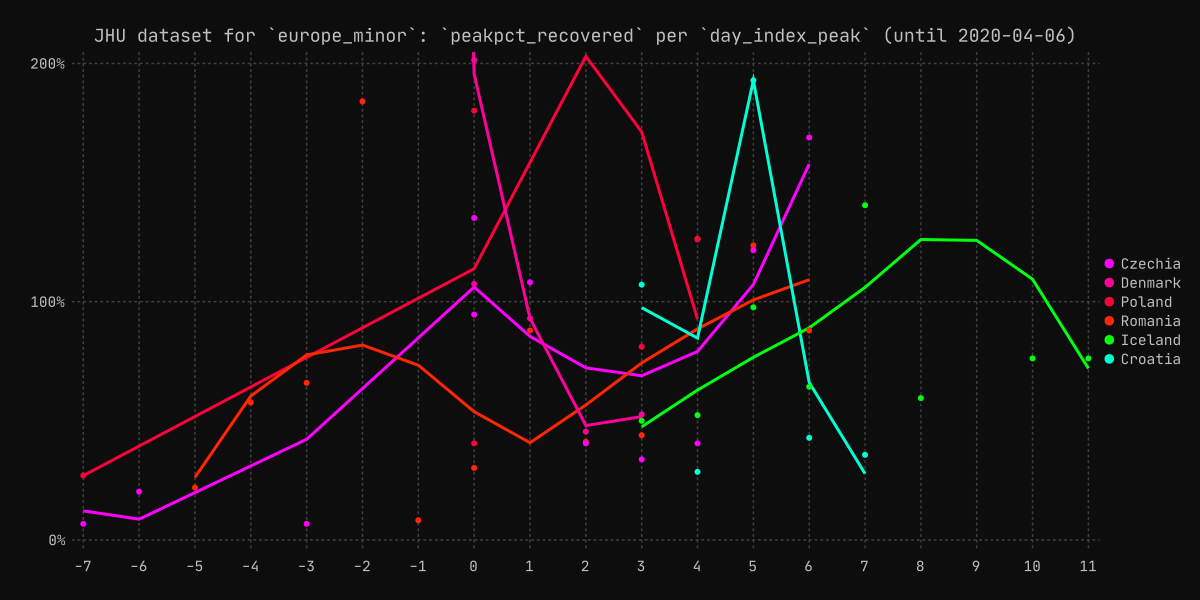 JHU dataset for `europe_minor`: `peakpct_recovered` per `day_index_peak` (until 2020-04-06)
200%
100%
0%
-7 -6 -5 -4 -3 -2 -1 0 1 2 3 4 5 6 7 8 9 10 11
Czechia
Denmark
Poland
Romania
Iceland
Croatia